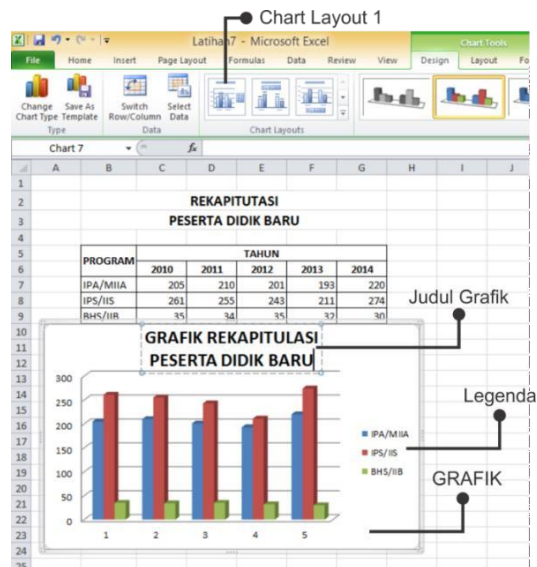 Chart Layout 1
Latihan7 - Microsoft Excel
Chart Tools
File Home Insert Page Layout Formulas Data Review View Design Layout Fo
Change Chart Type
Save As Template
Switch Row/Column
Select Data
Type Data Chart Layouts
Chart 7 fx
A B C D E F G H I J
1
2 REKAPITUTASI
3 PESERTA DIDIK BARU
4
5 PROGRAM TAHUN
6 2010 2011 2012 2013 2014
7 IPA/MIIA 205 210 201 193 220
8 IPS/IIS 261 255 243 211 274
9 BHS/IIB 35 34 35 32 30
Judul Grafik
10 GRAFIK REKAPITULASI
11
12 PESERTA DIDIK BARU
13 300
14 250
15
16 200
17 150
18
19 100
20
21 50
22 0
23 1 2 3 4 5
24
25
Legenda
IPA/MIIA
IPS/IIS
BHS/IIB
GRAFIK